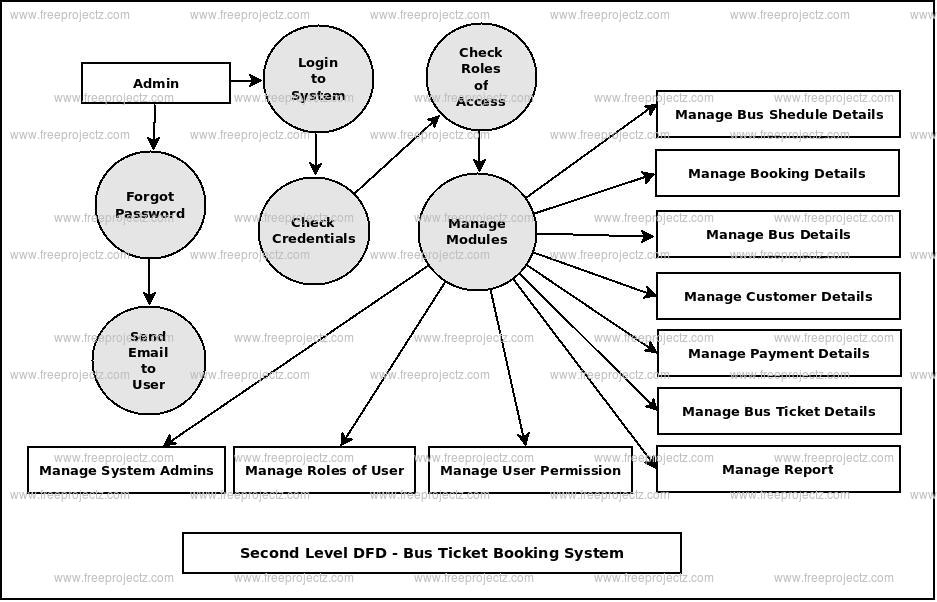 Admin
Login
to
System
Check
Roles
of
Access
Forgot
Password
Check
Credentials
Manage
Modules
Send
Email
to
User
Manage Bus Shedule Details
Manage Booking Details
Manage Bus Details
Manage Customer Details
Manage Payment Details
Manage Bus Ticket Details
Manage Report
Manage System Admins
Manage Roles of User
Manage User Permission
Second Level DFD - Bus Ticket Booking System
www.freeprojectz.com